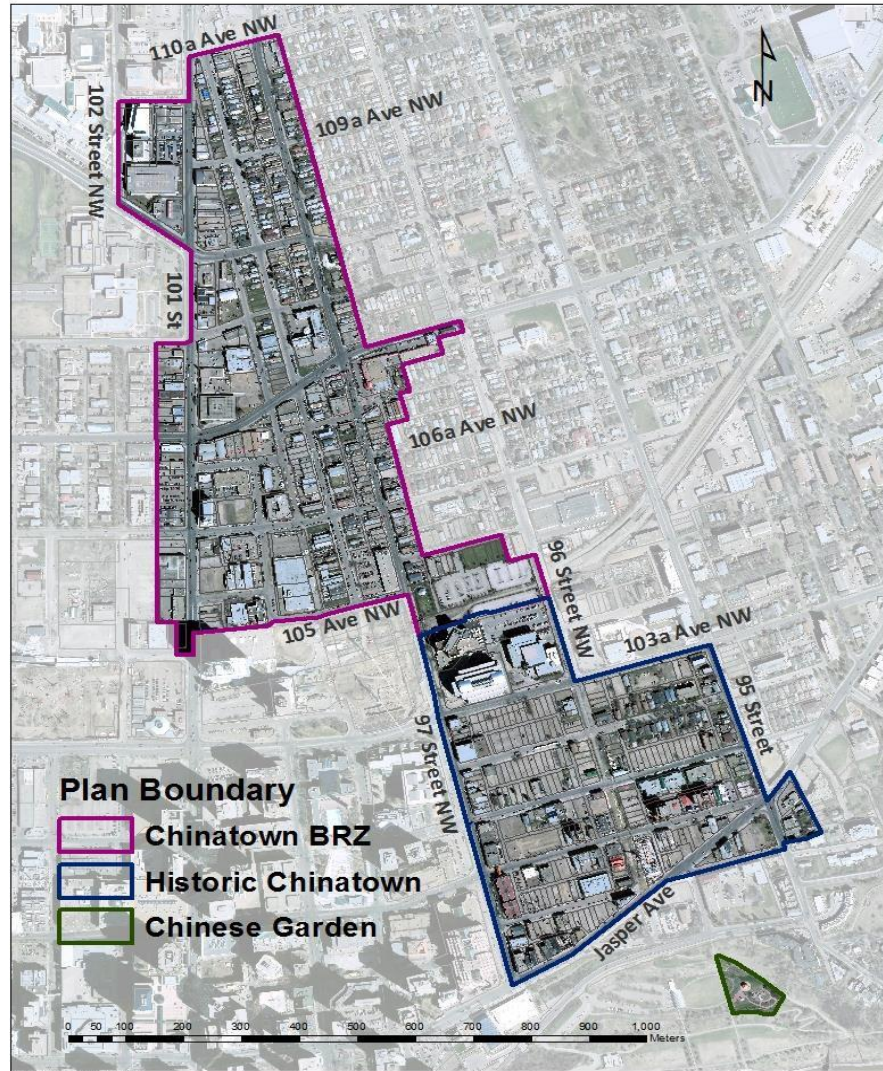 110a Ave NW
N
102 Street NW
109a Ave NW
101 St
106a Ave NW
96 Street NW
105 Ave NW
103a Ave NW
95 Street
97 Street NW
Plan Boundary
Chinatown BRZ
Historic Chinatown
Chinese Garden
Jasper Ave
0 50 100 200 300 400 500 600 700 800 900 1,000
Meters